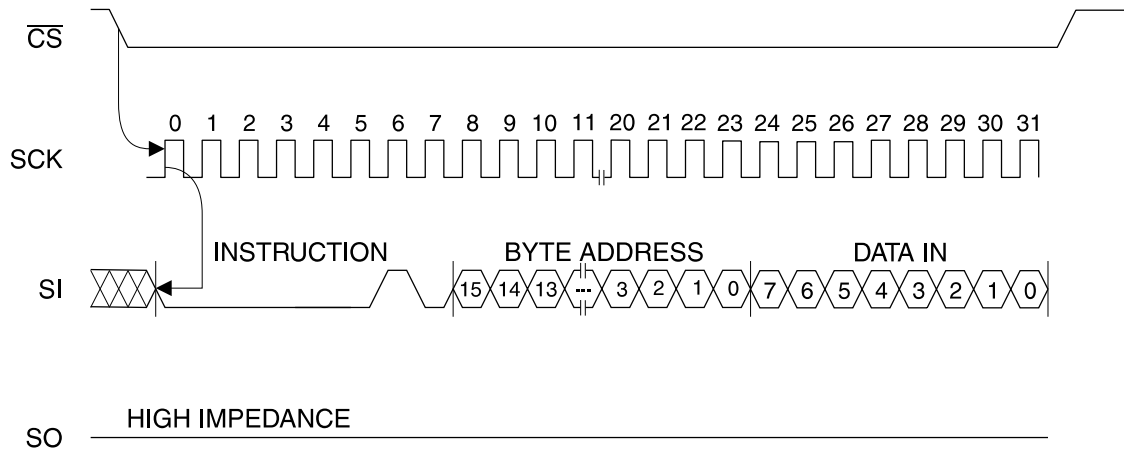 CS
0 1 2 3 4 5 6 7 8 9 10 11 20 21 22 23 24 25 26 27 28 29 30 31
SCK
INSTRUCTION BYTE ADDRESS DATA IN
SI 15 14 13 --- 3 2 1 0 7 6 5 4 3 2 1 0
HIGH IMPEDANCE
SO